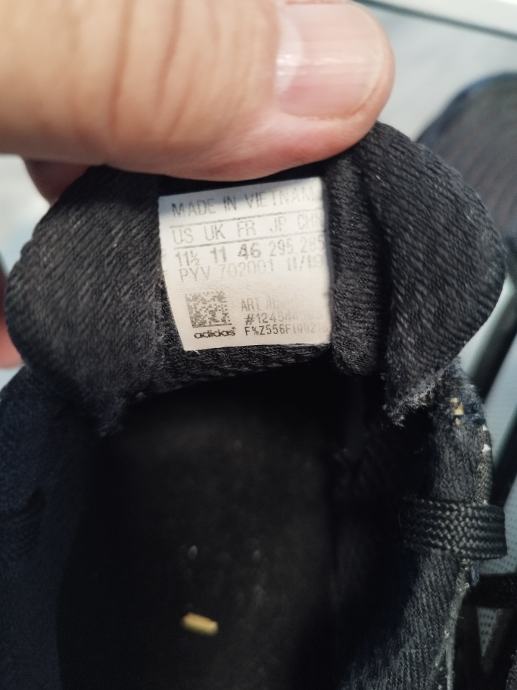 MADE IN VIETNAM
US UK FR JP CHN
11½ 11 46 295 285
PYV 702001 11/19
ART
adidas